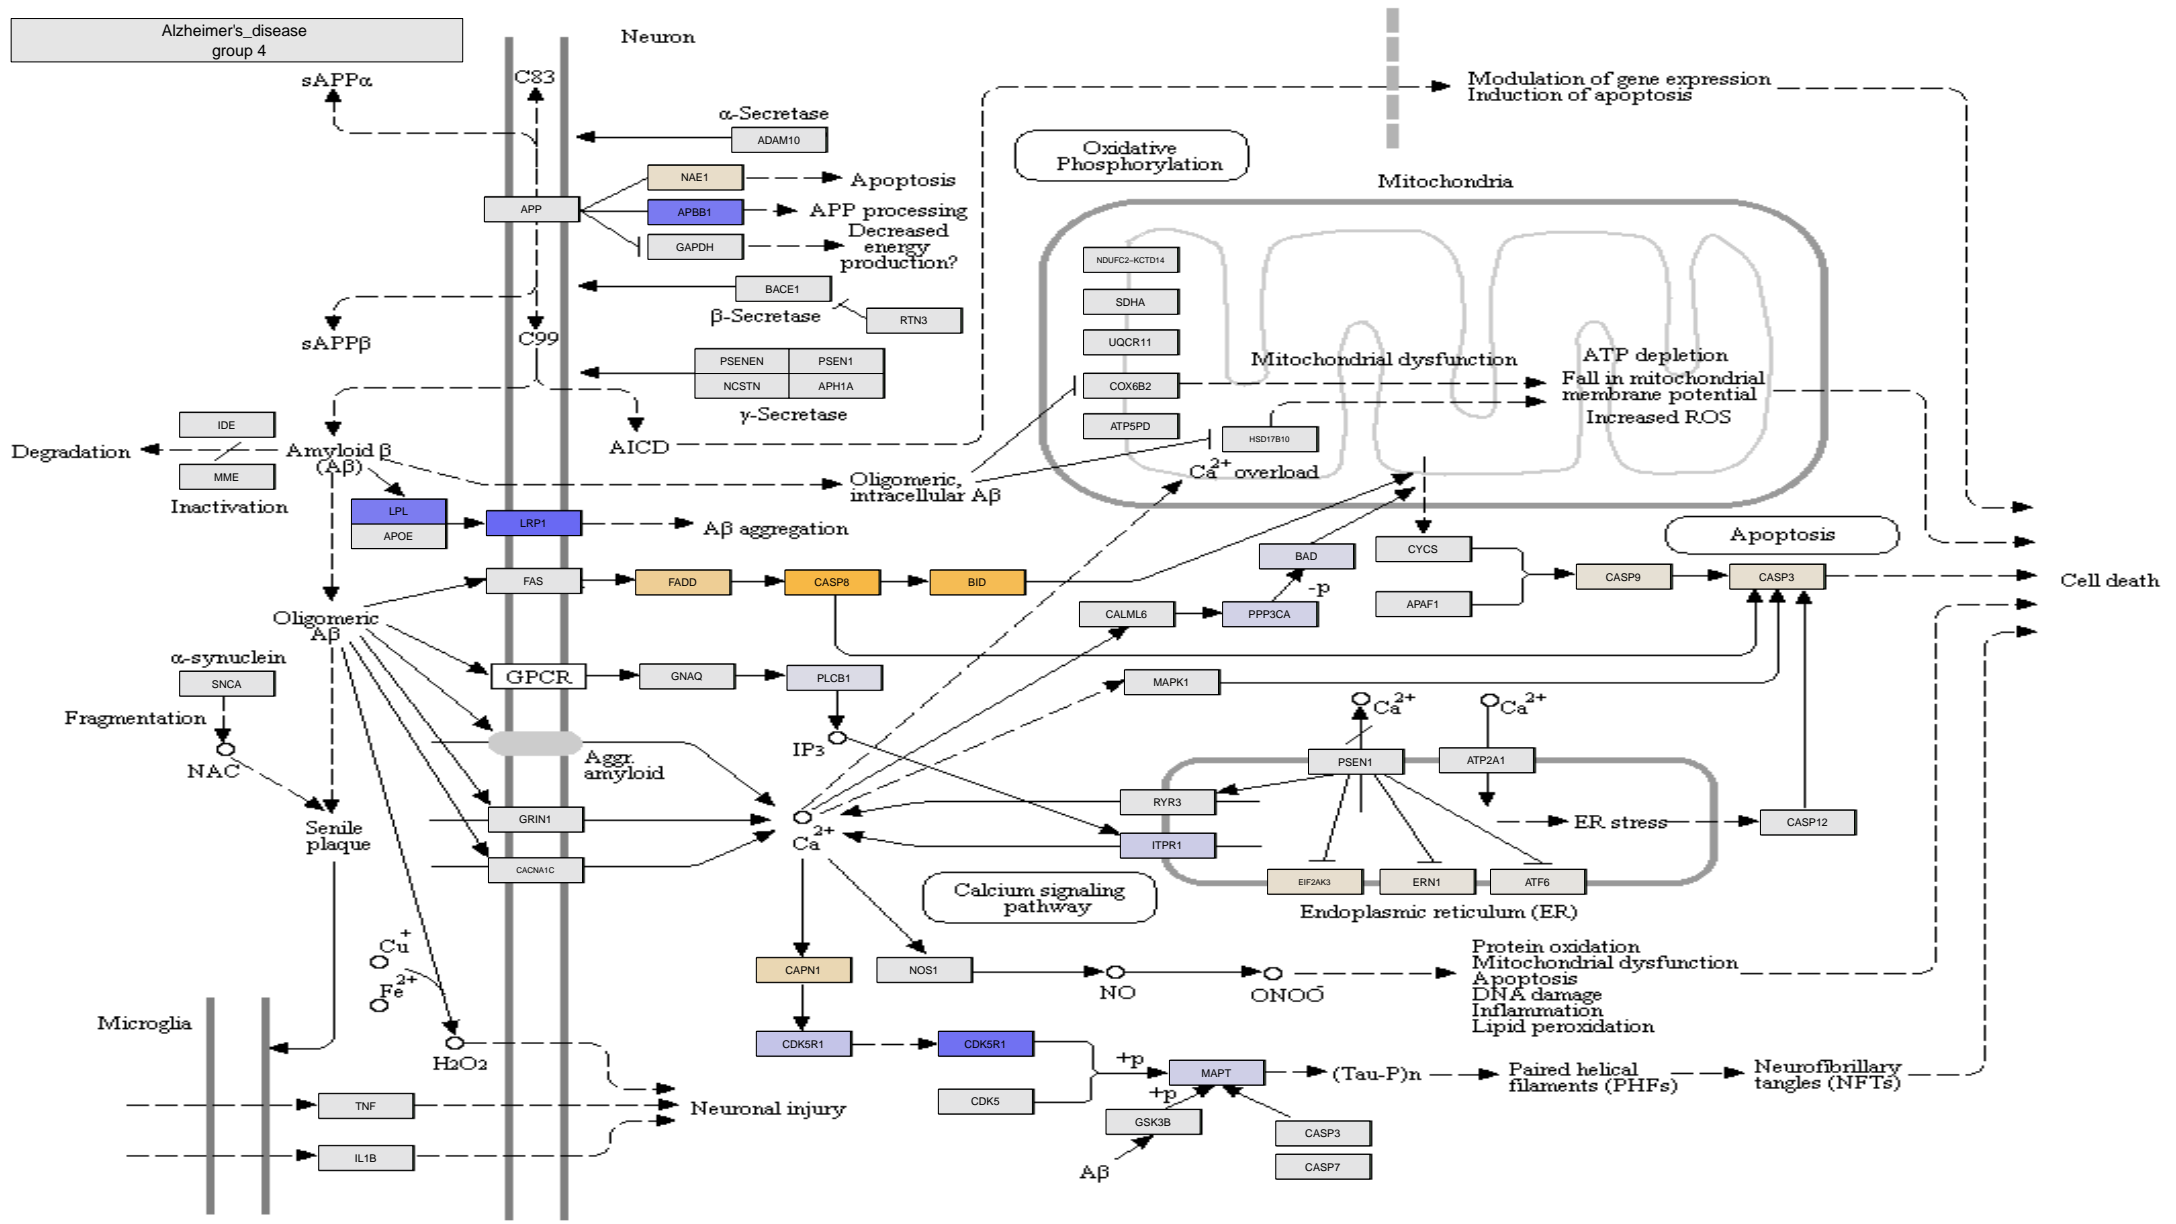 Alzheimer's_disease
group 4
Neuron
sAPPα
C83
Modulation of gene expression
Induction of apoptosis
α-Secretase
ADAM10
Oxidative
Phosphorylation
NAE1
Apoptosis
Mitochondria
APP
APBB1
APP processing
GAPDH
Decreased
energy
production?
NDUFC2-KCTD14
BACE1
SDHA
β-Secretase
RTN3
sAPPβ
C99
UQCR11
PSENEN
PSEN1
NCSTN
APH1A
γ-Secretase
Mitochondrial dysfunction
ATP depletion
COX6B2
Fall in mitochondrial
membrane potential
Increased ROS
IDE
ATP5PD
HSD17B10
Degradation
Amyloid β
(Aβ)
AICD
MME
Inactivation
Oligomeric,
intracellular Aβ
Ca2+ overload
LPL
APOE
LRP1
Aβ aggregation
Apoptosis
BAD
CYCS
FAS
FADD
CASP8
BID
-p
CASP9
CASP3
Cell death
Oligomeric
Aβ
CALML6
PPP3CA
APAF1
α-synuclein
SNCA
GPCR
GNAQ
PLCB1
MAPK1
Fragmentation
NAC
IP3
Ca2+
Ca2+
Aggr.
amyloid
PSEN1
ATP2A1
RYR3
Senile
plaque
GRIN1
Ca2+
ITPR1
ER stress
CASP12
CACNA1C
EIF2AK3
ERN1
ATF6
Calcium signaling
pathway
Endoplasmic reticulum (ER)
Cu+
Fe2+
CAPN1
NOS1
NO
ONOO-
Protein oxidation
Mitochondrial dysfunction
Apoptosis
DNA damage
Inflammation
Lipid peroxidation
Microglia
H2O2
CDK5R1
CDK5R1
+p
MAPT
(Tau-P)n
Paired helical
filaments (PHFs)
Neurofibrillary
tangles (NFTs)
CDK5
+p
TNF
Neuronal injury
GSK3B
CASP3
IL1B
Aβ
CASP7